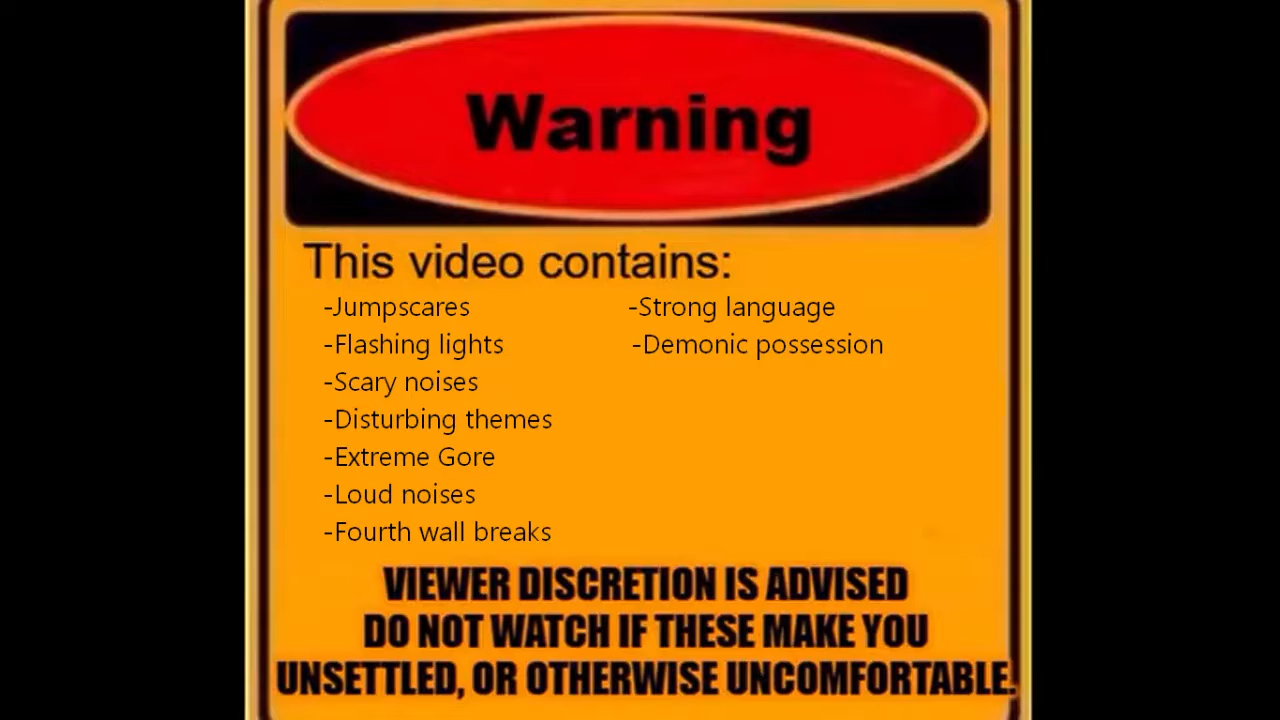 Warning
This video contains:
-Jumpscares
-Flashing lights
-Scary noises
-Disturbing themes
-Extreme Gore
-Loud noises
-Fourth wall breaks
-Strong language
-Demonic possession
VIEWER DISCRETION IS ADVISED
DO NOT WATCH IF THESE MAKE YOU
UNSETTLED, OR OTHERWISE UNCOMFORTABLE.